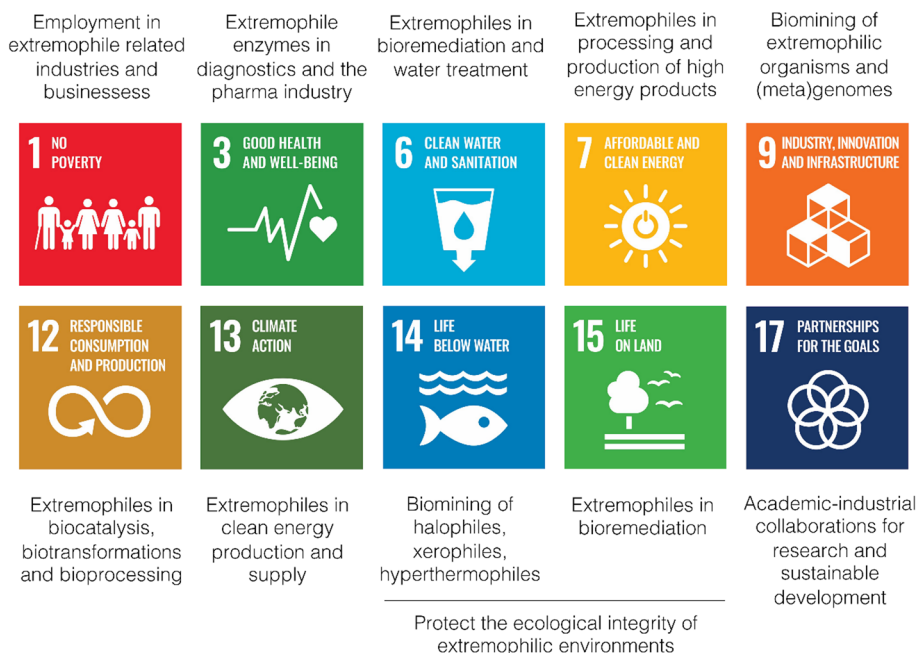 Employment in
extremophile related
industries and
businessess
Extremophile
enzymes in
diagnostics and the
pharma industry
Extremophiles in
bioremediation and
water treatment
Extremophiles in
processing and
production of high
energy products
Biomining of
extremophilic
organisms and
(meta)genomes
1 NO
POVERTY
3 GOOD HEALTH
AND WELL-BEING
6 CLEAN WATER
AND SANITATION
7 AFFORDABLE AND
CLEAN ENERGY
9 INDUSTRY, INNOVATION
AND INFRASTRUCTURE
12 RESPONSIBLE
CONSUMPTION
AND PRODUCTION
13 CLIMATE
ACTION
14 LIFE
BELOW WATER
15 LIFE
ON LAND
17 PARTNERSHIPS
FOR THE GOALS
Extremophiles in
biocatalysis,
biotransformations
and bioprocessing
Extremophiles in
clean energy
production and
supply
Biomining of
halophiles,
xerophiles,
hyperthermophiles
Extremophiles in
bioremediation
Academic-industrial
collaborations for
research and
sustainable
development
Protect the ecological integrity of
extremophilic environments